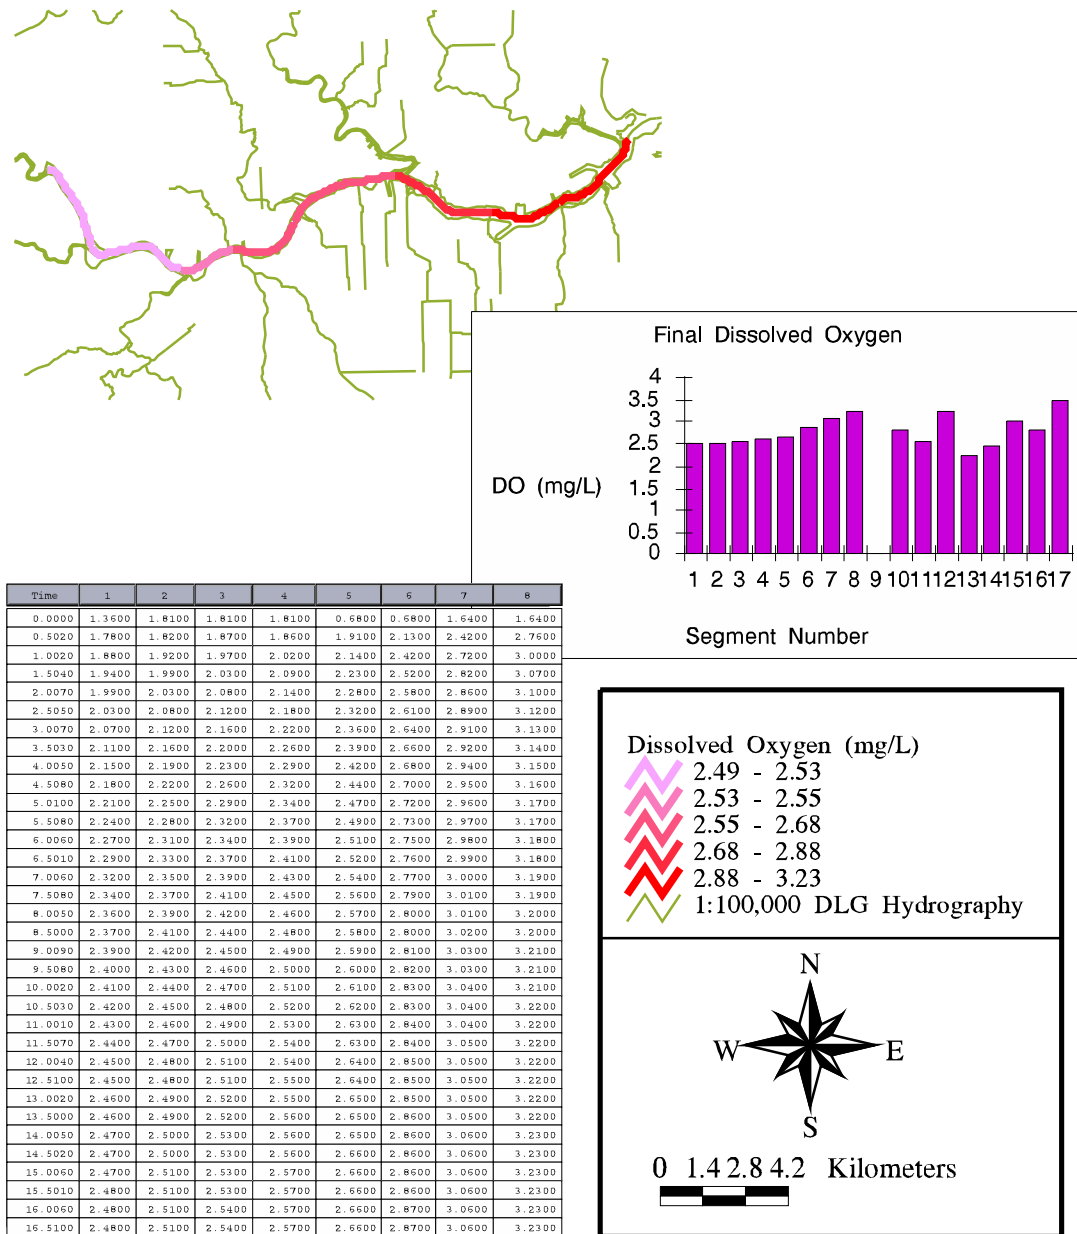 Final Dissolved Oxygen
4
3.5
3
2.5
2
1.5
1
0.5
0
DO (mg/L)
1 2 3 4 5 6 7 8 9 10 11 12 13 14 15 16 17
Segment Number
Time 1 2 3 4 5 6 7 8
0.0000 1.3600 1.8100 1.8100 1.8100 0.6800 0.6800 1.6400 1.6400
0.5020 1.7800 1.8200 1.8700 1.8600 1.9100 2.1300 2.4200 2.7600
1.0020 1.8800 1.9200 1.9700 2.0200 2.1400 2.4200 2.7200 3.0000
1.5040 1.9400 1.9900 2.0300 2.0900 2.2300 2.5200 2.8200 3.0700
2.0070 1.9900 2.0300 2.0800 2.1400 2.2800 2.5800 2.8600 3.1000
2.5050 2.0300 2.0800 2.1200 2.1800 2.3200 2.6100 2.8900 3.1200
3.0070 2.0700 2.1200 2.1600 2.2200 2.3600 2.6400 2.9100 3.1300
3.5030 2.1100 2.1600 2.2000 2.2600 2.3900 2.6600 2.9200 3.1400
4.0050 2.1500 2.1900 2.2300 2.2900 2.4200 2.6800 2.9400 3.1500
4.5080 2.1800 2.2200 2.2600 2.3200 2.4400 2.7000 2.9500 3.1600
5.0100 2.2100 2.2500 2.2900 2.3400 2.4700 2.7200 2.9600 3.1700
5.5080 2.2400 2.2800 2.3200 2.3700 2.4900 2.7300 2.9700 3.1700
6.0060 2.2700 2.3100 2.3400 2.3900 2.5100 2.7500 2.9800 3.1800
6.5010 2.2900 2.3300 2.3700 2.4100 2.5200 2.7600 2.9900 3.1800
7.0060 2.3200 2.3500 2.3900 2.4300 2.5400 2.7700 3.0000 3.1900
7.5080 2.3400 2.3700 2.4100 2.4500 2.5600 2.7900 3.0100 3.1900
8.0050 2.3600 2.3900 2.4200 2.4600 2.5700 2.8000 3.0100 3.2000
8.5000 2.3700 2.4100 2.4400 2.4800 2.5800 2.8000 3.0200 3.2000
9.0090 2.3900 2.4200 2.4500 2.4900 2.5900 2.8100 3.0300 3.2100
9.5080 2.4000 2.4300 2.4600 2.5000 2.6000 2.8200 3.0300 3.2100
10.0020 2.4100 2.4400 2.4700 2.5100 2.6100 2.8300 3.0400 3.2100
10.5030 2.4200 2.4500 2.4800 2.5200 2.6200 2.8300 3.0400 3.2200
11.0010 2.4300 2.4600 2.4900 2.5300 2.6300 2.8400 3.0400 3.2200
11.5070 2.4400 2.4700 2.5000 2.5400 2.6300 2.8400 3.0500 3.2200
12.0040 2.4500 2.4800 2.5100 2.5400 2.6400 2.8500 3.0500 3.2200
12.5100 2.4500 2.4800 2.5100 2.5500 2.6400 2.8500 3.0500 3.2200
13.0020 2.4600 2.4900 2.5200 2.5500 2.6500 2.8500 3.0500 3.2200
13.5000 2.4600 2.4900 2.5200 2.5600 2.6500 2.8600 3.0500 3.2200
14.0050 2.4700 2.5000 2.5300 2.5600 2.6500 2.8600 3.0600 3.2300
14.5020 2.4700 2.5000 2.5300 2.5600 2.6600 2.8600 3.0600 3.2300
15.0060 2.4700 2.5100 2.5300 2.5700 2.6600 2.8600 3.0600 3.2300
15.5010 2.4800 2.5100 2.5300 2.5700 2.6600 2.8600 3.0600 3.2300
16.0060 2.4800 2.5100 2.5400 2.5700 2.6600 2.8700 3.0600 3.2300
16.5100 2.4800 2.5100 2.5400 2.5700 2.6600 2.8700 3.0600 3.2300
Dissolved Oxygen (mg/L)
2.49 - 2.53
2.53 - 2.55
2.55 - 2.68
2.68 - 2.88
2.88 - 3.23
1:100,000 DLG Hydrography
N
W E
S
0 1.4 2.8 4.2 Kilometers